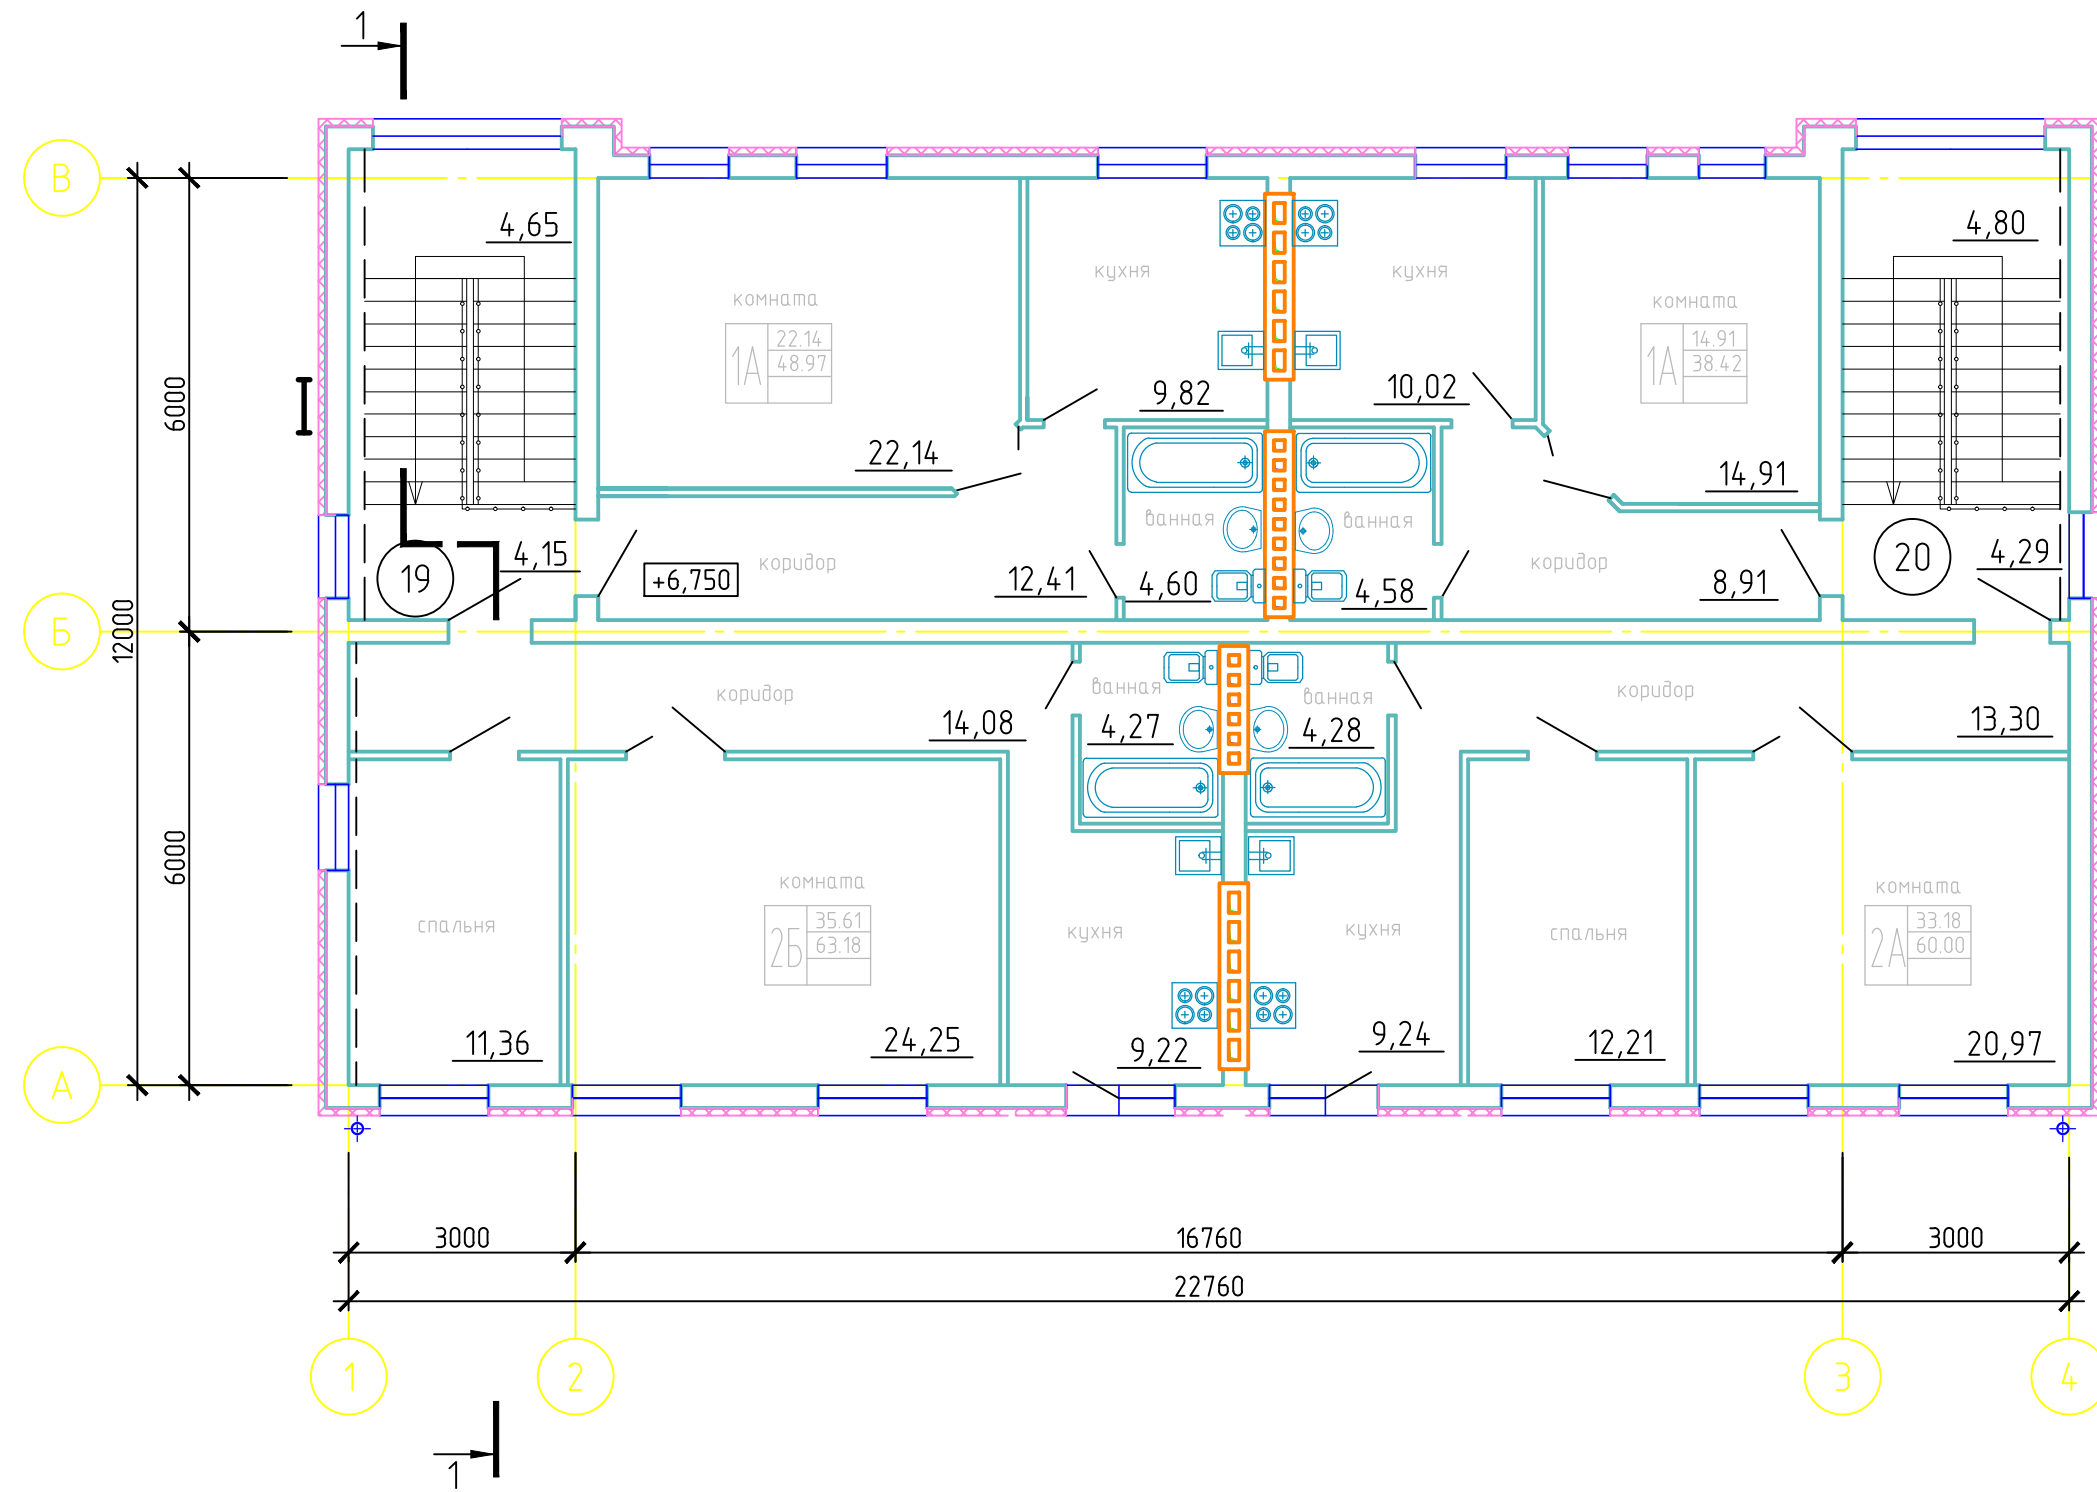 1
В
4,65
4,80
кухня
кухня
комната
комната
1А
22.14
48.97
1А
14.91
38.42
6000
9,82
10,02
22,14
14,91
ванная
ванная
19
4,15
коридор
+6,750
12,41
4,60
4,58
коридор
8,91
20
4,29
Б
12000
коридор
14,08
ванная
4,27
ванная
4,28
коридор
13,30
6000
комната
2Б
35.61
63.18
комната
2А
33.18
60.00
спальня
кухня
кухня
спальня
11,36
24,25
9,22
9,24
12,21
20,97
А
3000
16760
3000
22760
1
2
3
4
1